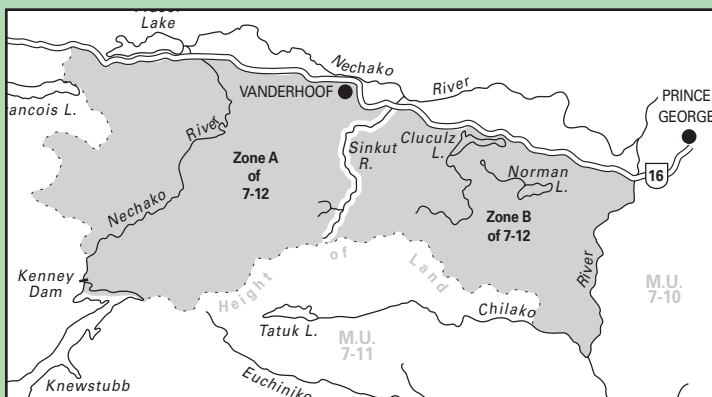 Lake
Nechako
River
VANDERHOOF
PRINCE
GEORGE
16
River
Zone A
of
7-12
Sinkut
R.
Cluculz
L.
Norman
L.
Zone B
of 7-12
Nechako
Kenney
Dam
Height of Land
River
Chilako
M.U.
7-10
Tatuk L.
M.U.
7-11
Knewstubb